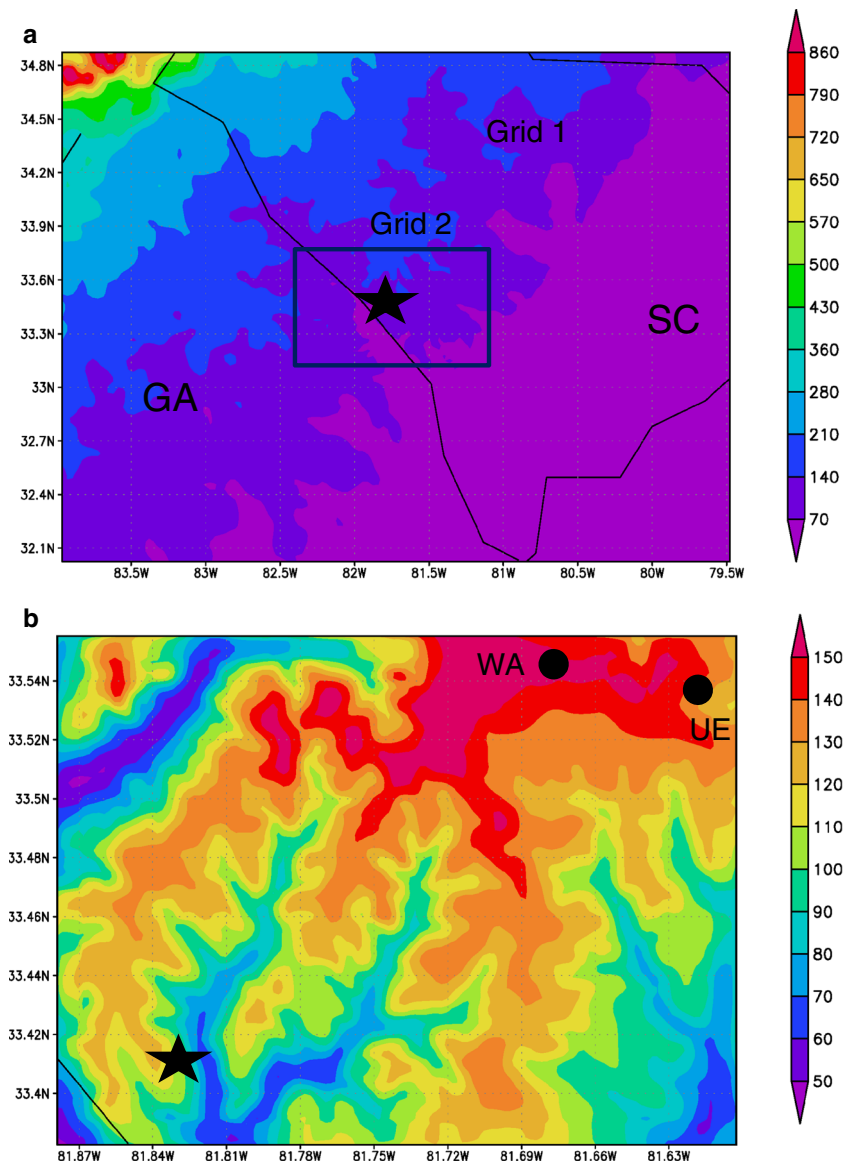 a
34.8N
34.5N
34.2N
33.9N
33.6N
33.3N
33N
32.7N
32.4N
32.1N
Grid 1
Grid 2
SC
GA
83.5W 83W 82.5W 82W 81.5W 81W 80.5W 80W 79.5W
860
790
720
650
570
500
430
360
280
210
140
70
b
33.54N
33.52N
33.5N
33.48N
33.46N
33.44N
33.42N
33.4N
WA
UE
81.87W 81.84W 81.81W 81.78W 81.75W 81.72W 81.69W 81.66W 81.63W
150
140
130
120
110
100
90
80
70
60
50